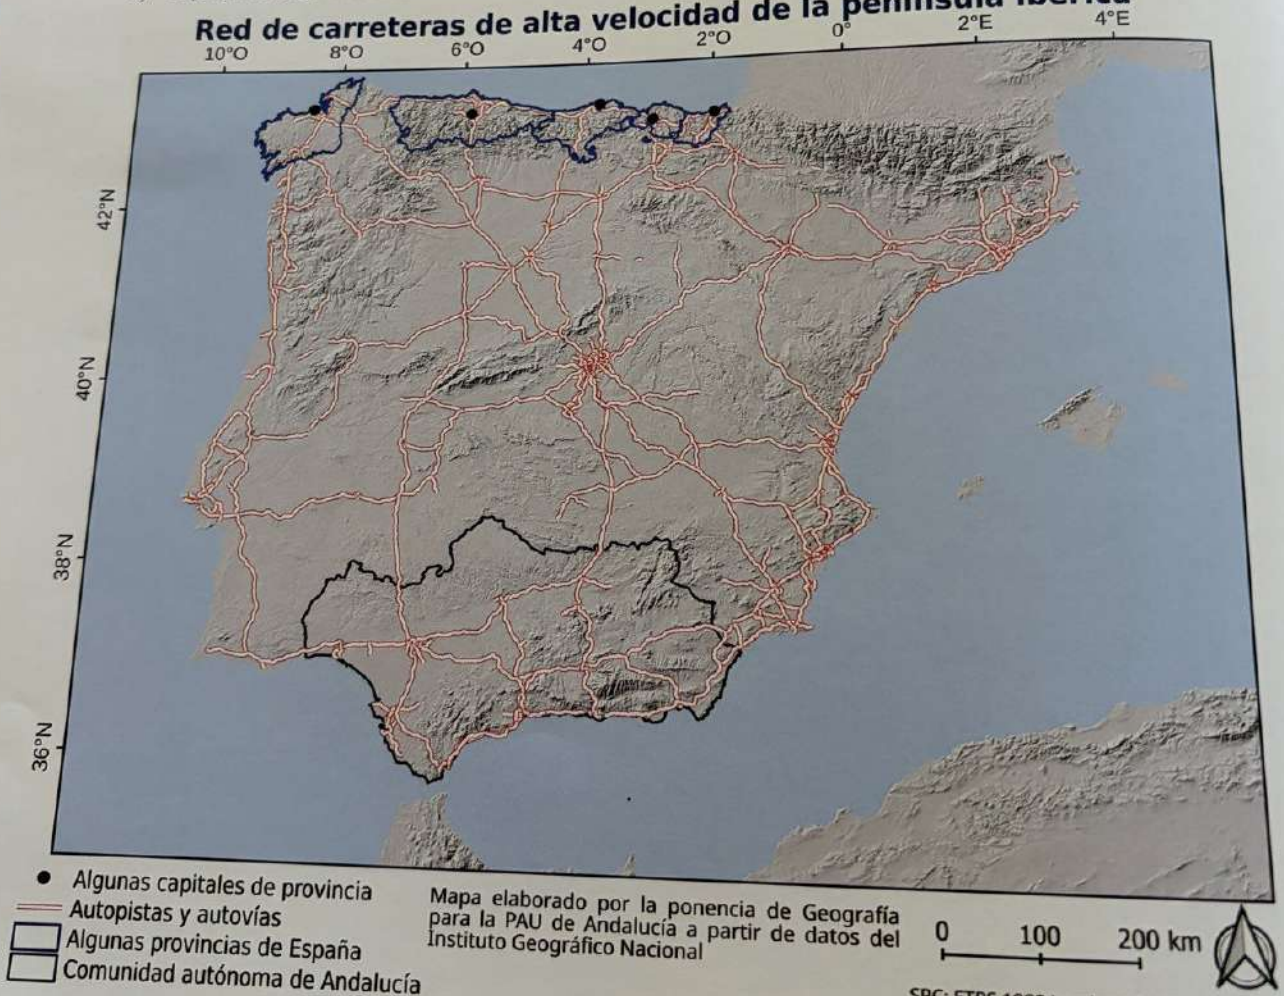 Red de carreteras de alta velocidad de la península ibérica
10°O 8°O 6°O 4°O 2°O 0° 2°E 4°E
42°N
40°N
38°N
36°N
Algunas capitales de provincia
Autopistas y autovías
Algunas provincias de España
Comunidad autónoma de Andalucía
Mapa elaborado por la ponencia de Geografía
para la PAU de Andalucía a partir de datos del
Instituto Geográfico Nacional
0 100 200 km